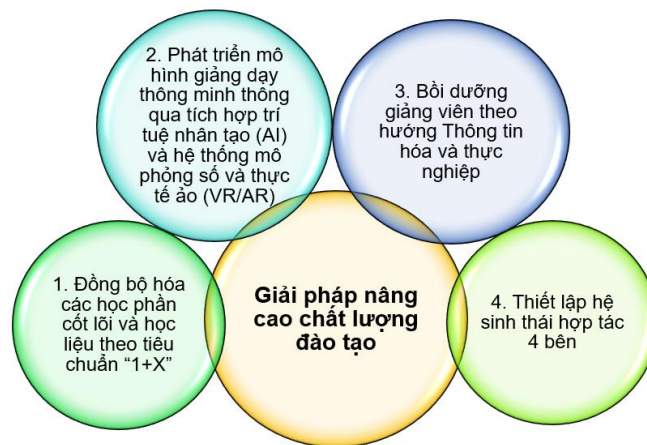 1. Đồng bộ hóa
các học phần
cốt lõi và học
liệu theo tiêu
chuẩn “1+X”
2. Phát triển mô
hình giảng dạy
thông minh thông
qua tích hợp trí
tuệ nhân tạo (AI)
và hệ thống mô
phỏng số và thực
tế ảo (VR/AR)
3. Bồi dưỡng
giảng viên theo
hướng Thông tin
hóa và thực
nghiệp
4. Thiết lập hệ
sinh thái hợp tác
4 bên
Giải pháp nâng
cao chất lượng
đào tạo